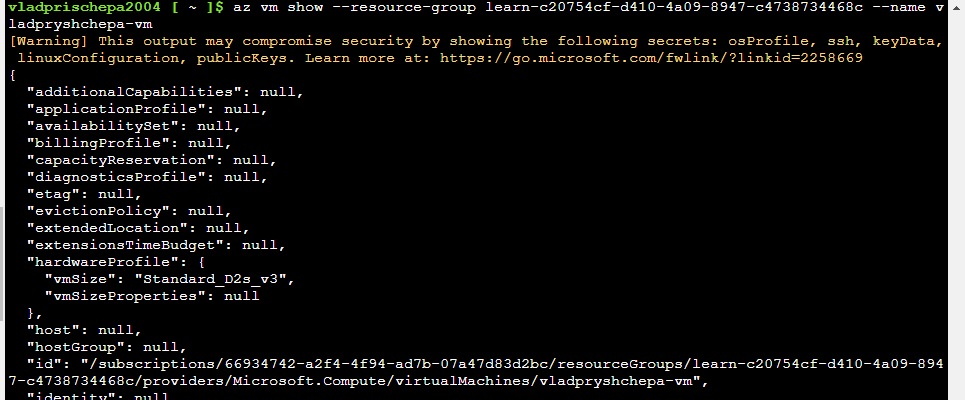 vladprischepa2004 [ ~ ]$ az vm show --resource-group learn-c20754cf-d410-4a09-8947-c4738734468c --name v
ladpryshchepa-vm
[Warning] This output may compromise security by showing the following secrets: osProfile, ssh, keyData,
 linuxConfiguration, publicKeys. Learn more at: https://go.microsoft.com/fwlink/?linkid=2258669
{
  "additionalCapabilities": null,
  "applicationProfile": null,
  "availabilitySet": null,
  "billingProfile": null,
  "capacityReservation": null,
  "diagnosticsProfile": null,
  "etag": null,
  "evictionPolicy": null,
  "extendedLocation": null,
  "extensionsTimeBudget": null,
  "hardwareProfile": {
    "vmSize": "Standard_D2s_v3",
    "vmSizeProperties": null
  },
  "host": null,
  "hostGroup": null,
  "id": "/subscriptions/66934742-a2f4-4f94-ad7b-07a47d83d2bc/resourceGroups/learn-c20754cf-d410-4a09-894
7-c4738734468c/providers/Microsoft.Compute/virtualMachines/vladpryshchepa-vm",
  "identity": null